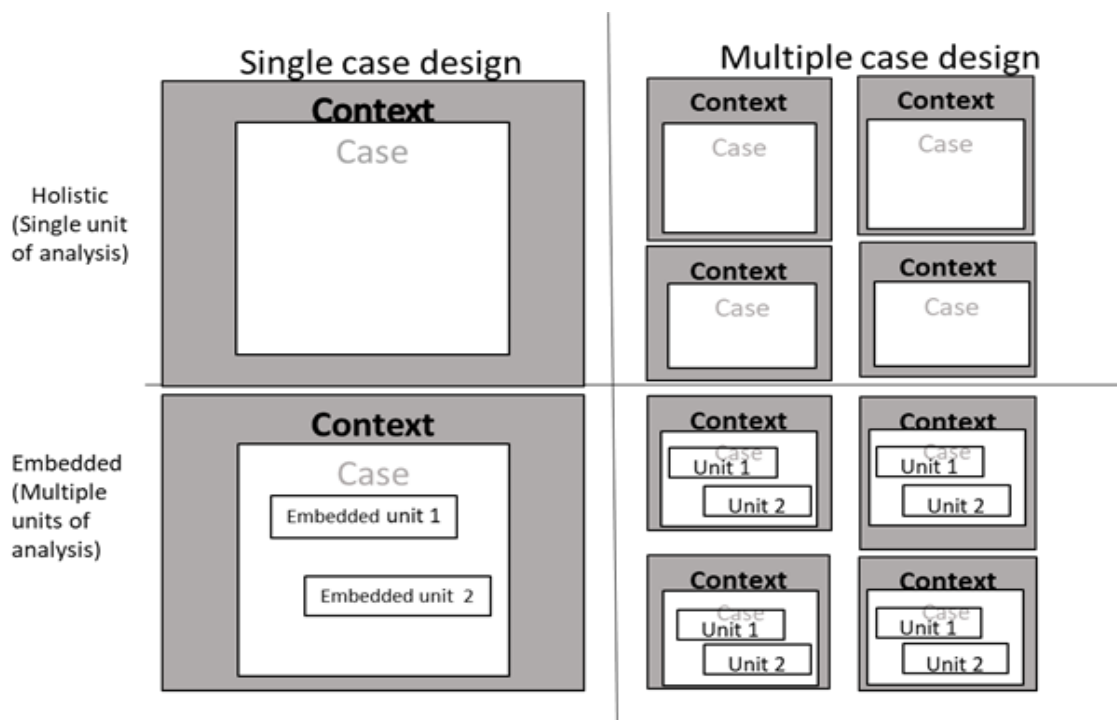 Single case design
Multiple case design
Holistic
(Single unit
of analysis)
Context
Case
Context
Case
Context
Case
Context
Case
Context
Case
Embedded
(Multiple
units of
analysis)
Context
Case
Embedded unit 1
Embedded unit 2
Context
Case
Unit 1
Unit 2
Context
Case
Unit 1
Unit 2
Context
Case
Unit 1
Unit 2
Context
Case
Unit 1
Unit 2